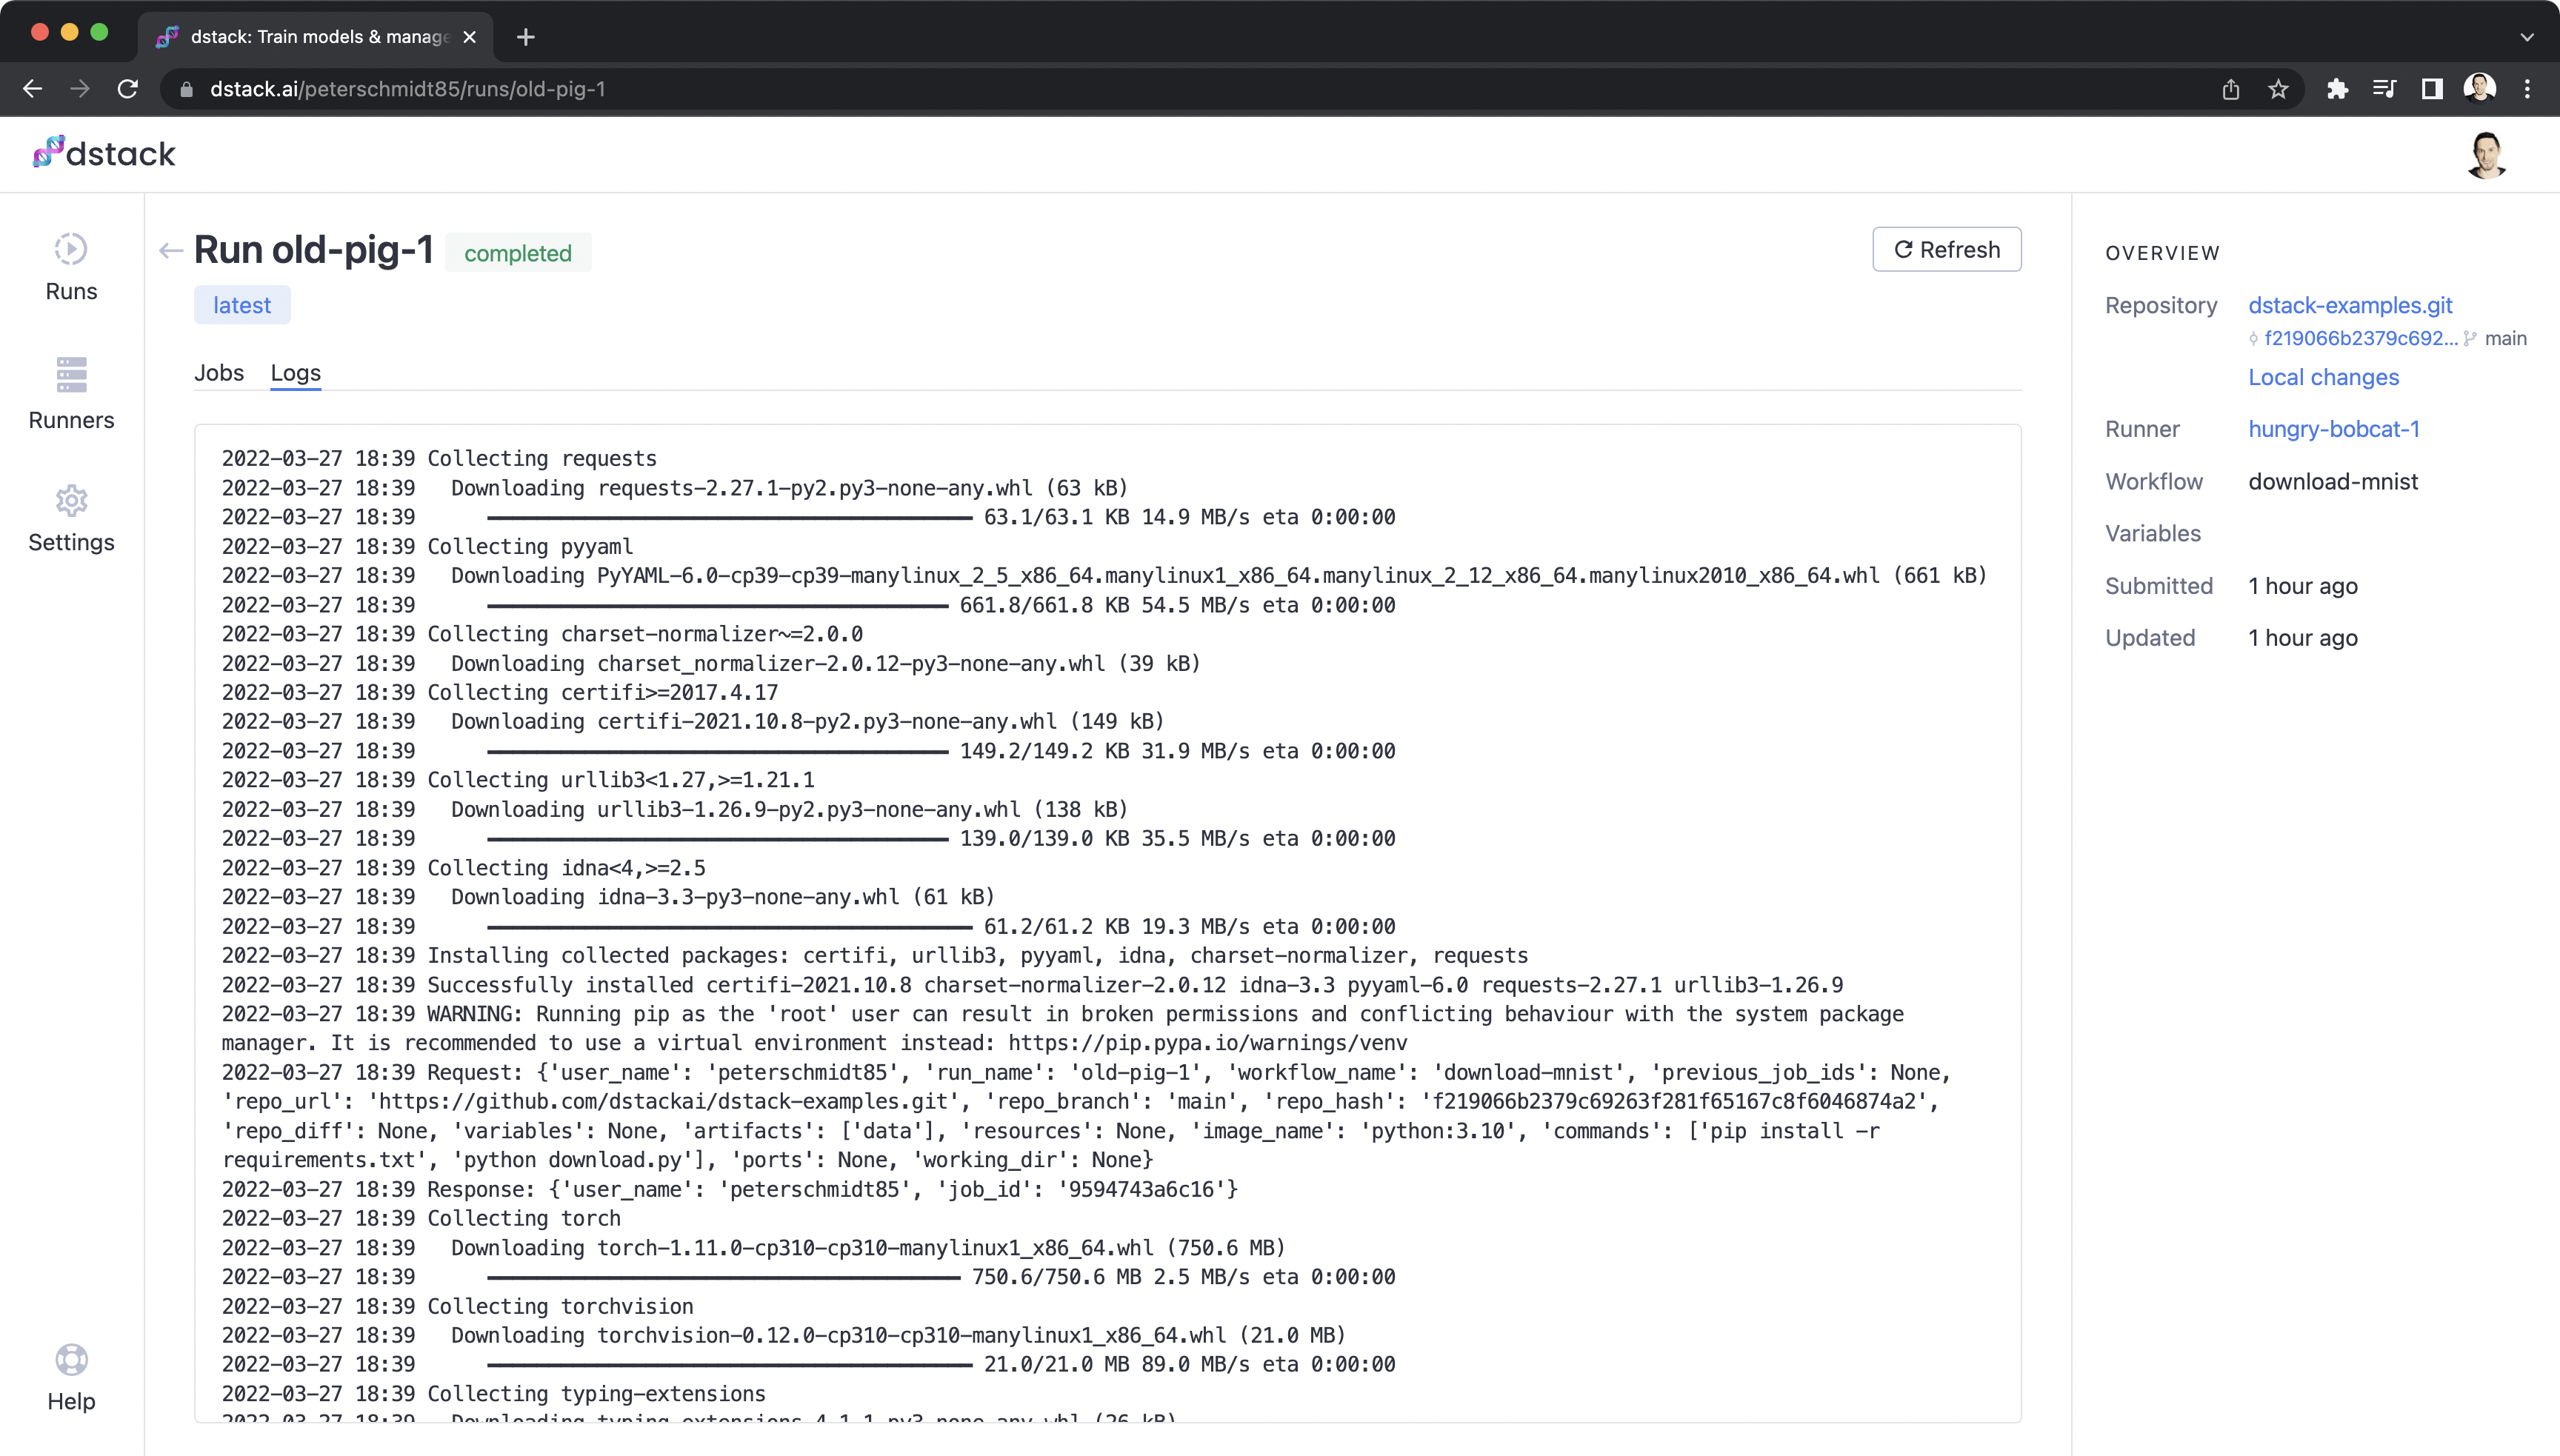 dstack: Train models & manage
dstack.ai/peterschmidt85/runs/old-pig-1
dstack
Runs
Runners
Settings
Help
Run old-pig-1 completed
Refresh
latest
Jobs Logs
2022-03-27 18:39 Collecting requests
2022-03-27 18:39   Downloading requests-2.27.1-py2.py3-none-any.whl (63 kB)
2022-03-27 18:39      ━━━━━━━━━━━━━━━━━━━━━━━━━━━━━━━━━━━━━━━━ 63.1/63.1 KB 14.9 MB/s eta 0:00:00
2022-03-27 18:39 Collecting pyyaml
2022-03-27 18:39   Downloading PyYAML-6.0-cp39-cp39-manylinux_2_5_x86_64.manylinux1_x86_64.manylinux_2_12_x86_64.manylinux2010_x86_64.whl (661 kB)
2022-03-27 18:39      ━━━━━━━━━━━━━━━━━━━━━━━━━━━━━━━━━━━━━━ 661.8/661.8 KB 54.5 MB/s eta 0:00:00
2022-03-27 18:39 Collecting charset-normalizer~=2.0.0
2022-03-27 18:39   Downloading charset_normalizer-2.0.12-py3-none-any.whl (39 kB)
2022-03-27 18:39 Collecting certifi>=2017.4.17
2022-03-27 18:39   Downloading certifi-2021.10.8-py2.py3-none-any.whl (149 kB)
2022-03-27 18:39      ━━━━━━━━━━━━━━━━━━━━━━━━━━━━━━━━━━━━━━ 149.2/149.2 KB 31.9 MB/s eta 0:00:00
2022-03-27 18:39 Collecting urllib3<1.27,>=1.21.1
2022-03-27 18:39   Downloading urllib3-1.26.9-py2.py3-none-any.whl (138 kB)
2022-03-27 18:39      ━━━━━━━━━━━━━━━━━━━━━━━━━━━━━━━━━━━━━━ 139.0/139.0 KB 35.5 MB/s eta 0:00:00
2022-03-27 18:39 Collecting idna<4,>=2.5
2022-03-27 18:39   Downloading idna-3.3-py3-none-any.whl (61 kB)
2022-03-27 18:39      ━━━━━━━━━━━━━━━━━━━━━━━━━━━━━━━━━━━━━━━━ 61.2/61.2 KB 19.3 MB/s eta 0:00:00
2022-03-27 18:39 Installing collected packages: certifi, urllib3, pyyaml, idna, charset-normalizer, requests
2022-03-27 18:39 Successfully installed certifi-2021.10.8 charset-normalizer-2.0.12 idna-3.3 pyyaml-6.0 requests-2.27.1 urllib3-1.26.9
2022-03-27 18:39 WARNING: Running pip as the 'root' user can result in broken permissions and conflicting behaviour with the system package
manager. It is recommended to use a virtual environment instead: https://pip.pypa.io/warnings/venv
2022-03-27 18:39 Request: {'user_name': 'peterschmidt85', 'run_name': 'old-pig-1', 'workflow_name': 'download-mnist', 'previous_job_ids': None,
'repo_url': 'https://github.com/dstackai/dstack-examples.git', 'repo_branch': 'main', 'repo_hash': 'f219066b2379c69263f281f65167c8f6046874a2',
'repo_diff': None, 'variables': None, 'artifacts': ['data'], 'resources': None, 'image_name': 'python:3.10', 'commands': ['pip install -r
requirements.txt', 'python download.py'], 'ports': None, 'working_dir': None}
2022-03-27 18:39 Response: {'user_name': 'peterschmidt85', 'job_id': '9594743a6c16'}
2022-03-27 18:39 Collecting torch
2022-03-27 18:39   Downloading torch-1.11.0-cp310-cp310-manylinux1_x86_64.whl (750.6 MB)
2022-03-27 18:39      ━━━━━━━━━━━━━━━━━━━━━━━━━━━━━━━━━━━━━━━ 750.6/750.6 MB 2.5 MB/s eta 0:00:00
2022-03-27 18:39 Collecting torchvision
2022-03-27 18:39   Downloading torchvision-0.12.0-cp310-cp310-manylinux1_x86_64.whl (21.0 MB)
2022-03-27 18:39      ━━━━━━━━━━━━━━━━━━━━━━━━━━━━━━━━━━━━━━━━ 21.0/21.0 MB 89.0 MB/s eta 0:00:00
2022-03-27 18:39 Collecting typing-extensions
2022-03-27 18:39   Downloading typing_extensions-4.1.1-py3-none-any.whl (26 kB)
OVERVIEW
Repository dstack-examples.git
f219066b2379c692... main
Local changes
Runner hungry-bobcat-1
Workflow download-mnist
Variables
Submitted 1 hour ago
Updated 1 hour ago